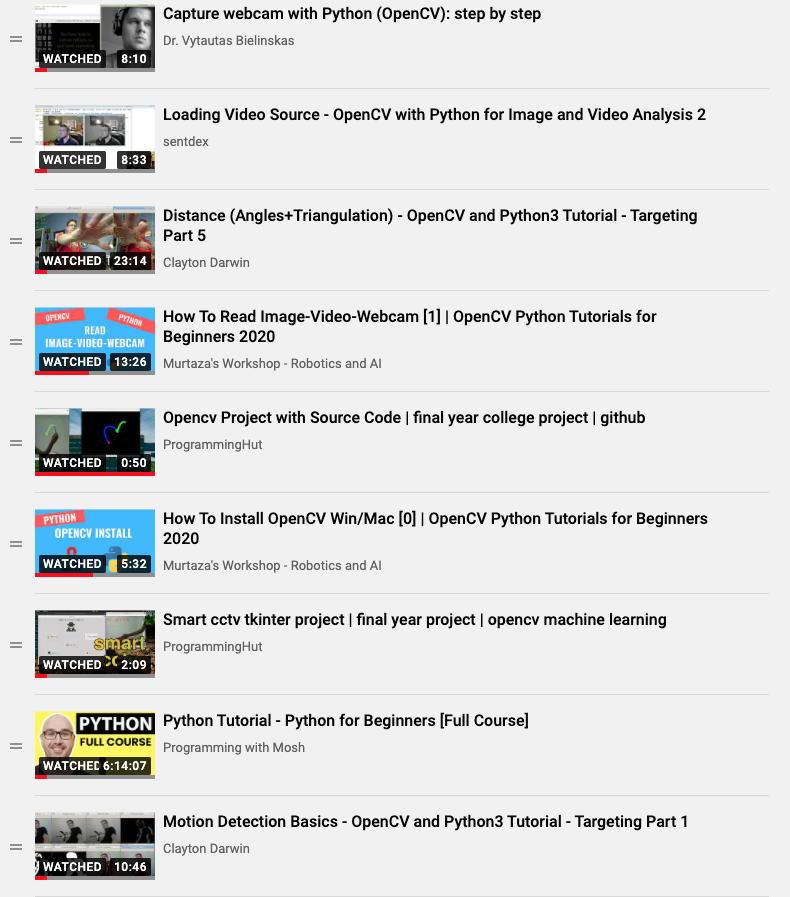 Capture webcam with Python (OpenCV): step by step
Dr. Vytautas Bielinskas
WATCHED 8:10
Loading Video Source - OpenCV with Python for Image and Video Analysis 2
sentdex
WATCHED 8:33
Distance (Angles+Triangulation) - OpenCV and Python3 Tutorial - Targeting
Part 5
Clayton Darwin
WATCHED 23:14
How To Read Image-Video-Webcam [1] | OpenCV Python Tutorials for
Beginners 2020
Murtaza's Workshop - Robotics and AI
OPENCV
PYTHON
READ
IMAGE-VIDEO-WEBCAM
WATCHED 13:26
Opencv Project with Source Code | final year college project | github
ProgrammingHut
WATCHED 0:50
How To Install OpenCV Win/Mac [0] | OpenCV Python Tutorials for Beginners
2020
Murtaza's Workshop - Robotics and AI
PYTHON
OPENCV INSTALL
WATCHED 5:32
Smart cctv tkinter project | final year project | opencv machine learning
ProgrammingHut
smart
WATCHED 2:09
Python Tutorial - Python for Beginners [Full Course]
Programming with Mosh
PYTHON
FULL COURSE
WATCHED 6:14:07
Motion Detection Basics - OpenCV and Python3 Tutorial - Targeting Part 1
Clayton Darwin
WATCHED 10:46